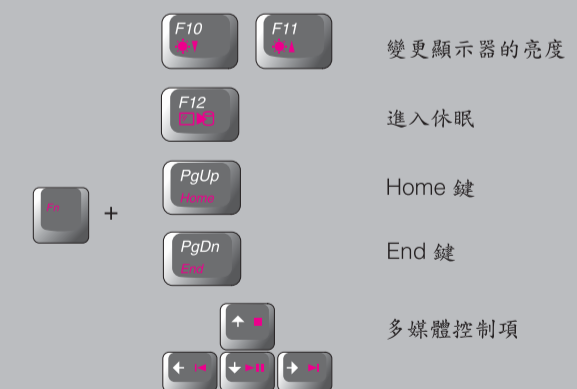 F10 F11 變更顯示器的亮度
F12 進入休眠
PgUp
Home
Home 鍵
Fn +
PgDn
End
End 鍵
多媒體控制項